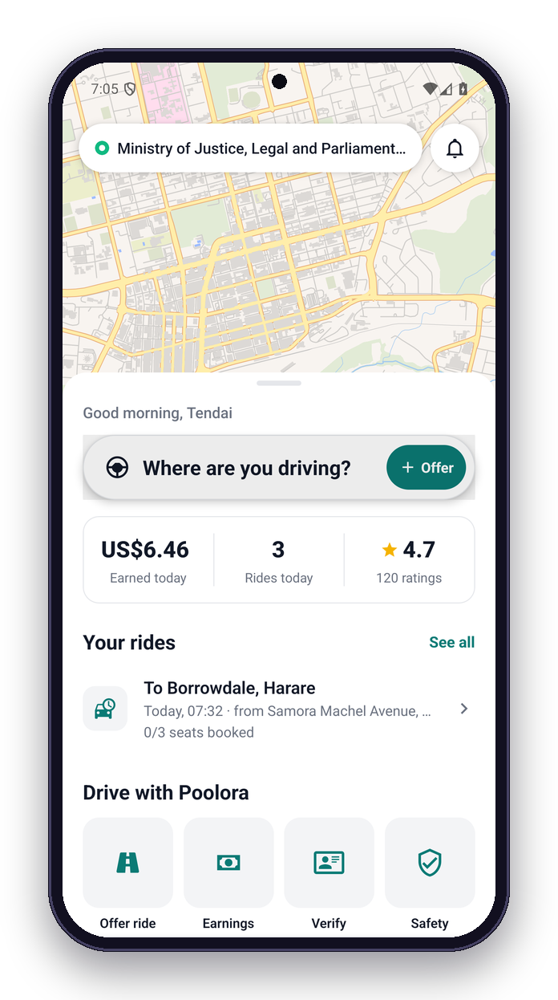 7:05
Ministry of Justice, Legal and Parliament...
Good morning, Tendai
Where are you driving?
+ Offer
US$6.46
Earned today
3
Rides today
4.7
120 ratings
Your rides
See all
To Borrowdale, Harare
Today, 07:32 · from Samora Machel Avenue, ...
0/3 seats booked
Drive with Poolora
Offer ride
Earnings
Verify
Safety